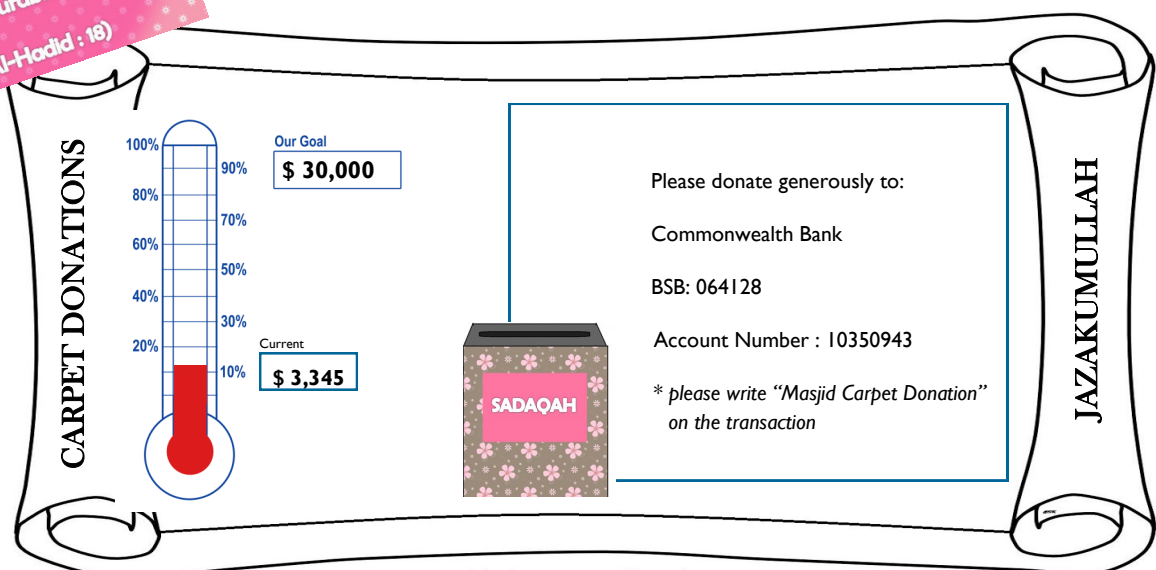 Al-Hadid : 18)
CARPET DONATIONS
100%
90%
80%
70%
60%
50%
40%
30%
20%
10%
Our Goal
$ 30,000
Current
$ 3,345
SADAQAH
Please donate generously to:
Commonwealth Bank
BSB: 064128
Account Number : 10350943
* please write “Masjid Carpet Donation”
on the transaction
JAZAKUMULLAH